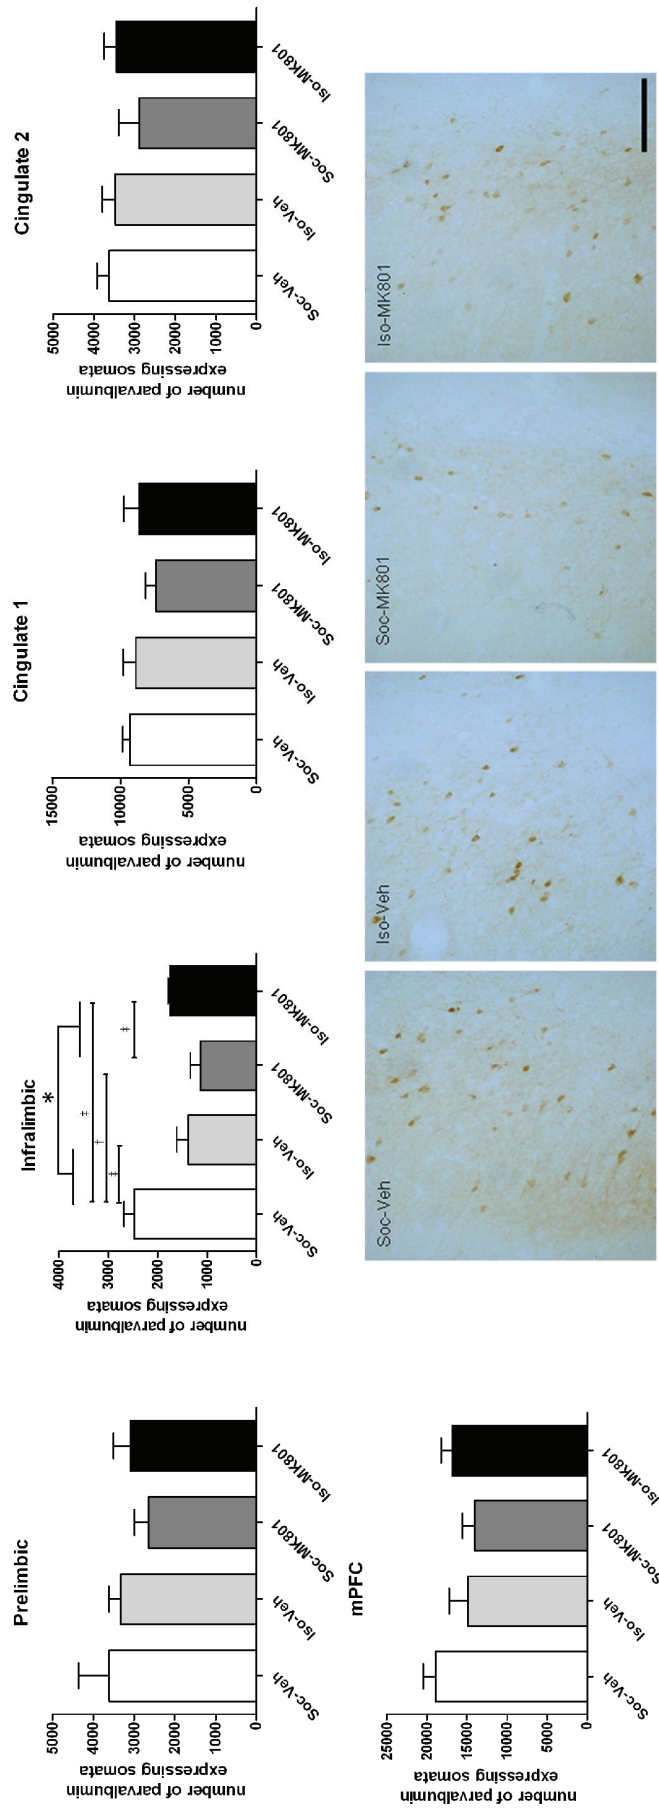 Prelimbic
number of parvalbumin
expressing somata
5000
4000
3000
2000
1000
0
Soc-Veh
Iso-Veh
Soc-MK801
Iso-MK801
Infralimbic
number of parvalbumin
expressing somata
4000
3000
2000
1000
0
*
‡
†
‡
‡
Soc-Veh
Iso-Veh
Soc-MK801
Iso-MK801
Cingulate 1
number of parvalbumin
expressing somata
15000
10000
5000
0
Soc-Veh
Iso-Veh
Soc-MK801
Iso-MK801
Cingulate 2
number of parvalbumin
expressing somata
5000
4000
3000
2000
1000
0
Soc-Veh
Iso-Veh
Soc-MK801
Iso-MK801
mPFC
number of parvalbumin
expressing somata
25000
20000
15000
10000
5000
0
Soc-Veh
Iso-Veh
Soc-MK801
Iso-MK801
Soc-Veh
Iso-Veh
Soc-MK801
Iso-MK801